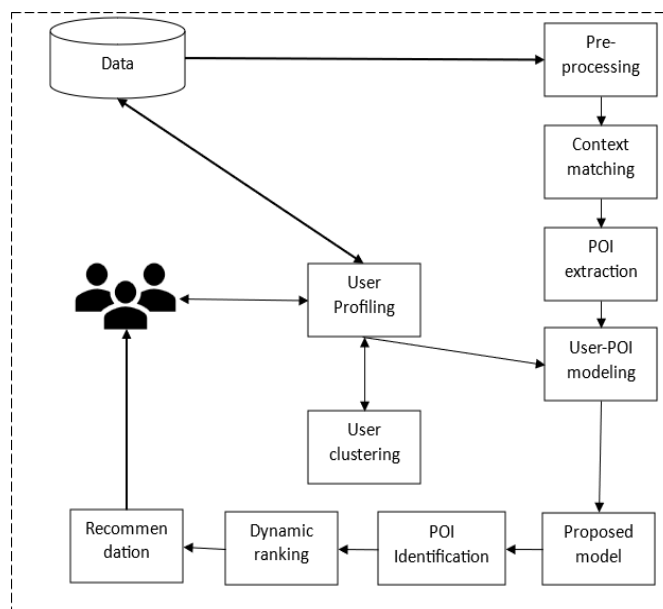 Data
Pre-
processing
Context
matching
POI
extraction
User
Profiling
User-POI
modeling
User
clustering
Recommen
dation
Dynamic
ranking
POI
Identification
Proposed
model